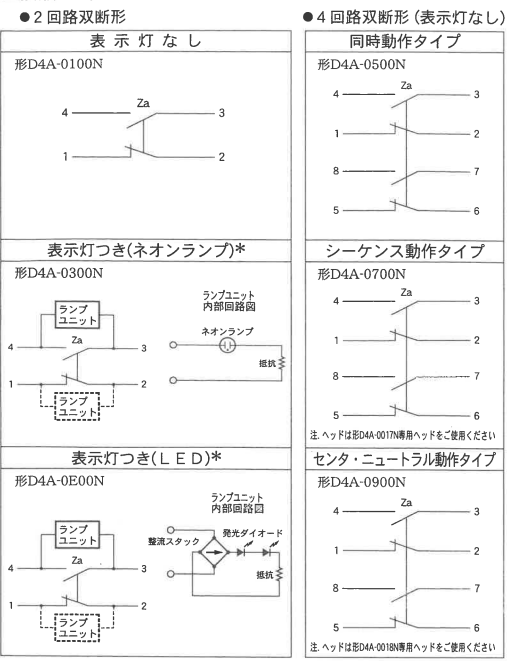 ●2回路双断形
表示灯なし
形D4A-0100N
Za
4
3
1
2
表示灯つき(ネオンランプ)*
形D4A-0300N
ランプ
ユニット
Za
4
3
1
2
ランプ
ユニット
ランプユニット
内部回路図
ネオンランプ
抵抗
表示灯つき(LED)*
形D4A-0E00N
ランプ
ユニット
Za
4
3
1
2
ランプ
ユニット
ランプユニット
内部回路図
整流スタック
発光ダイオード
抵抗
●4回路双断形(表示灯なし)
同時動作タイプ
形D4A-0500N
Za
4
3
1
2
8
7
5
6
シーケンス動作タイプ
形D4A-0700N
Za
4
3
1
2
8
7
5
6
注. ヘッドは形D4A-0017N専用ヘッドをご使用ください
センタ・ニュートラル動作タイプ
形D4A-0900N
Za
4
3
1
2
8
7
5
6
注. ヘッドは形D4A-0018N専用ヘッドをご使用ください